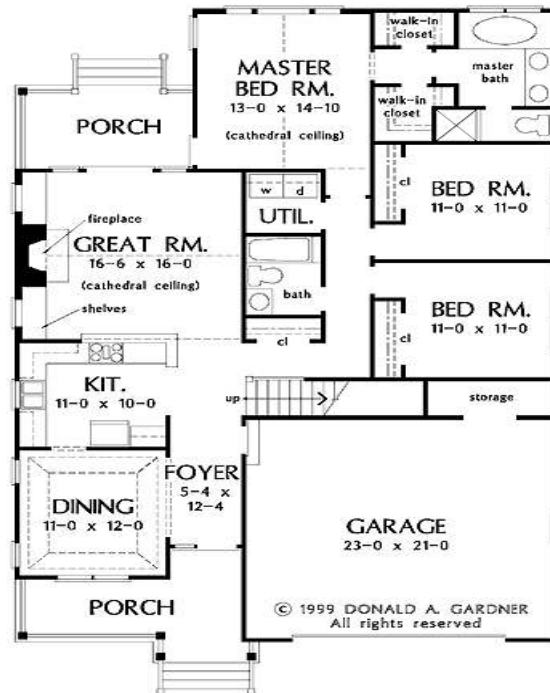 walk-in
closet
MASTER
BED RM.
13-0 x 14-10
(cathedral ceiling)
master
bath
walk-in
closet
PORCH
w d
UTIL.
cl
BED RM.
11-0 x 11-0
fireplace
GREAT RM.
16-6 x 16-0
(cathedral ceiling)
shelves
bath
cl
BED RM.
11-0 x 11-0
cl
KIT.
11-0 x 10-0
up
storage
FOYER
5-4 x
12-4
DINING
11-0 x 12-0
GARAGE
23-0 x 21-0
PORCH
© 1999 DONALD A. GARDNER
All rights reserved